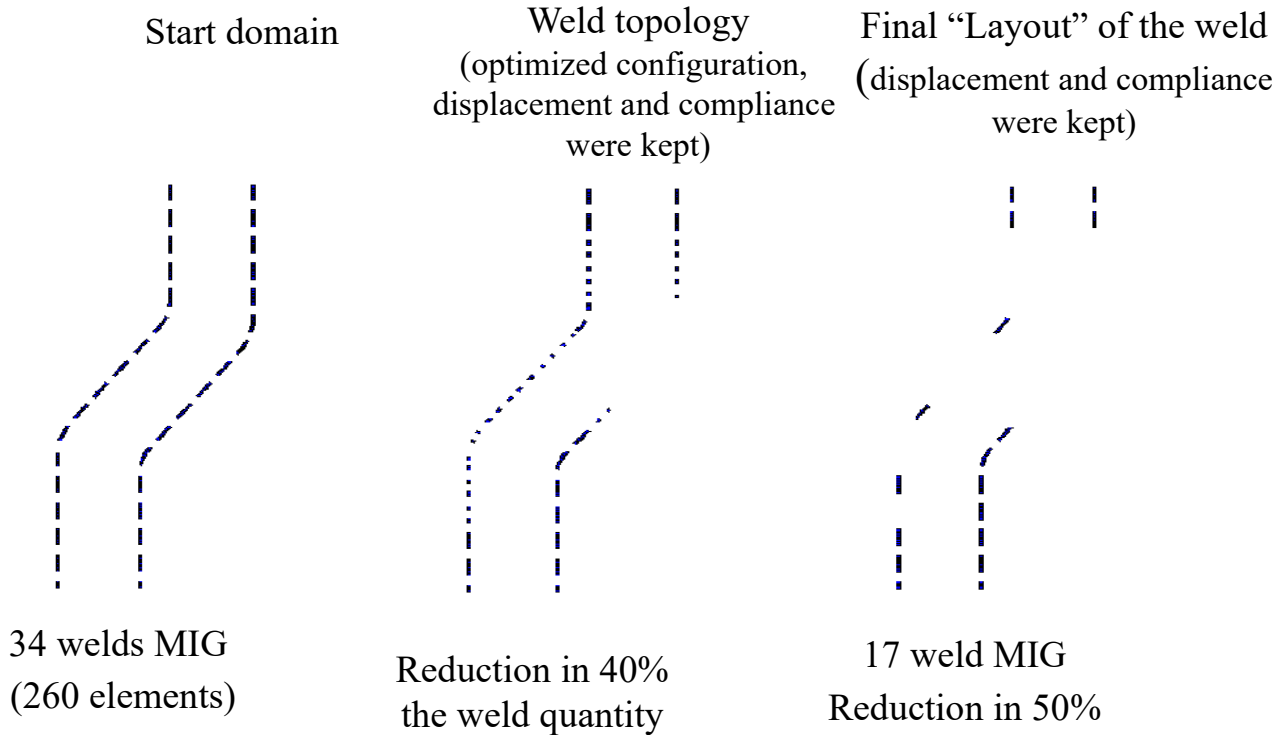 Start domain
Weld topology
(optimized configuration,
displacement and compliance
were kept)
Final “Layout” of the weld
(displacement and compliance
were kept)
34 welds MIG
(260 elements)
Reduction in 40%
the weld quantity
17 weld MIG
Reduction in 50%